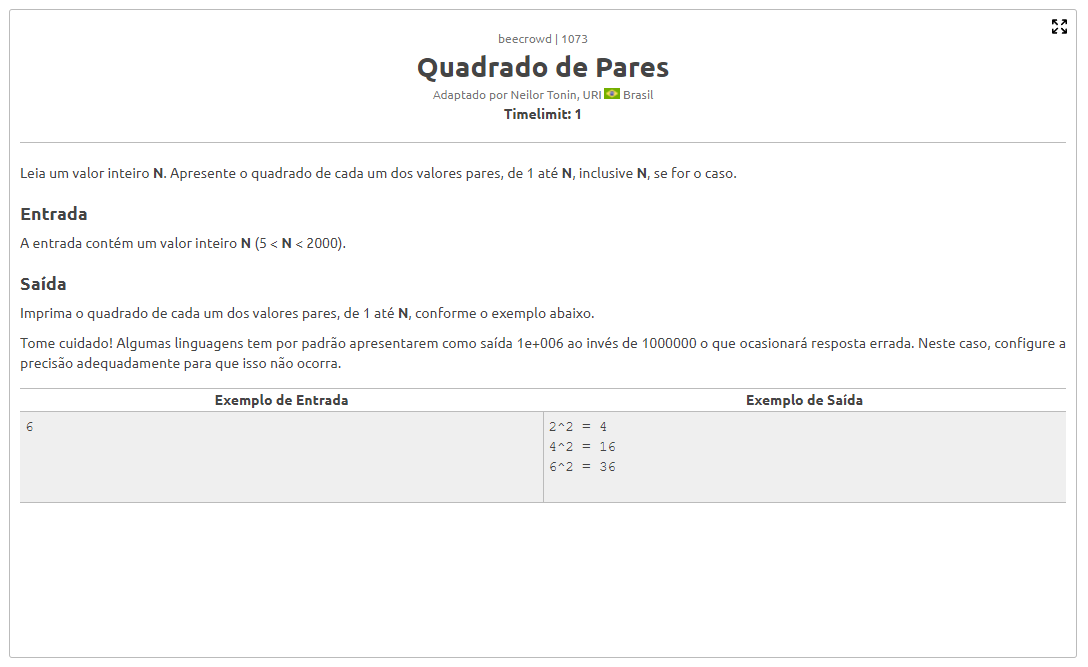 beecrowd | 1073
Quadrado de Pares
Adaptado por Neilor Tonin, URI Brasil
Timelimit: 1
Leia um valor inteiro N. Apresente o quadrado de cada um dos valores pares, de 1 até N, inclusive N, se for o caso.
Entrada
A entrada contém um valor inteiro N (5 < N < 2000).
Saída
Imprima o quadrado de cada um dos valores pares, de 1 até N, conforme o exemplo abaixo.
Tome cuidado! Algumas linguagens tem por padrão apresentarem como saída 1e+006 ao invés de 1000000 o que ocasionará resposta errada. Neste caso, configure a
precisão adequadamente para que isso não ocorra.
Exemplo de Entrada Exemplo de Saída
6 2^2 = 4
4^2 = 16
6^2 = 36